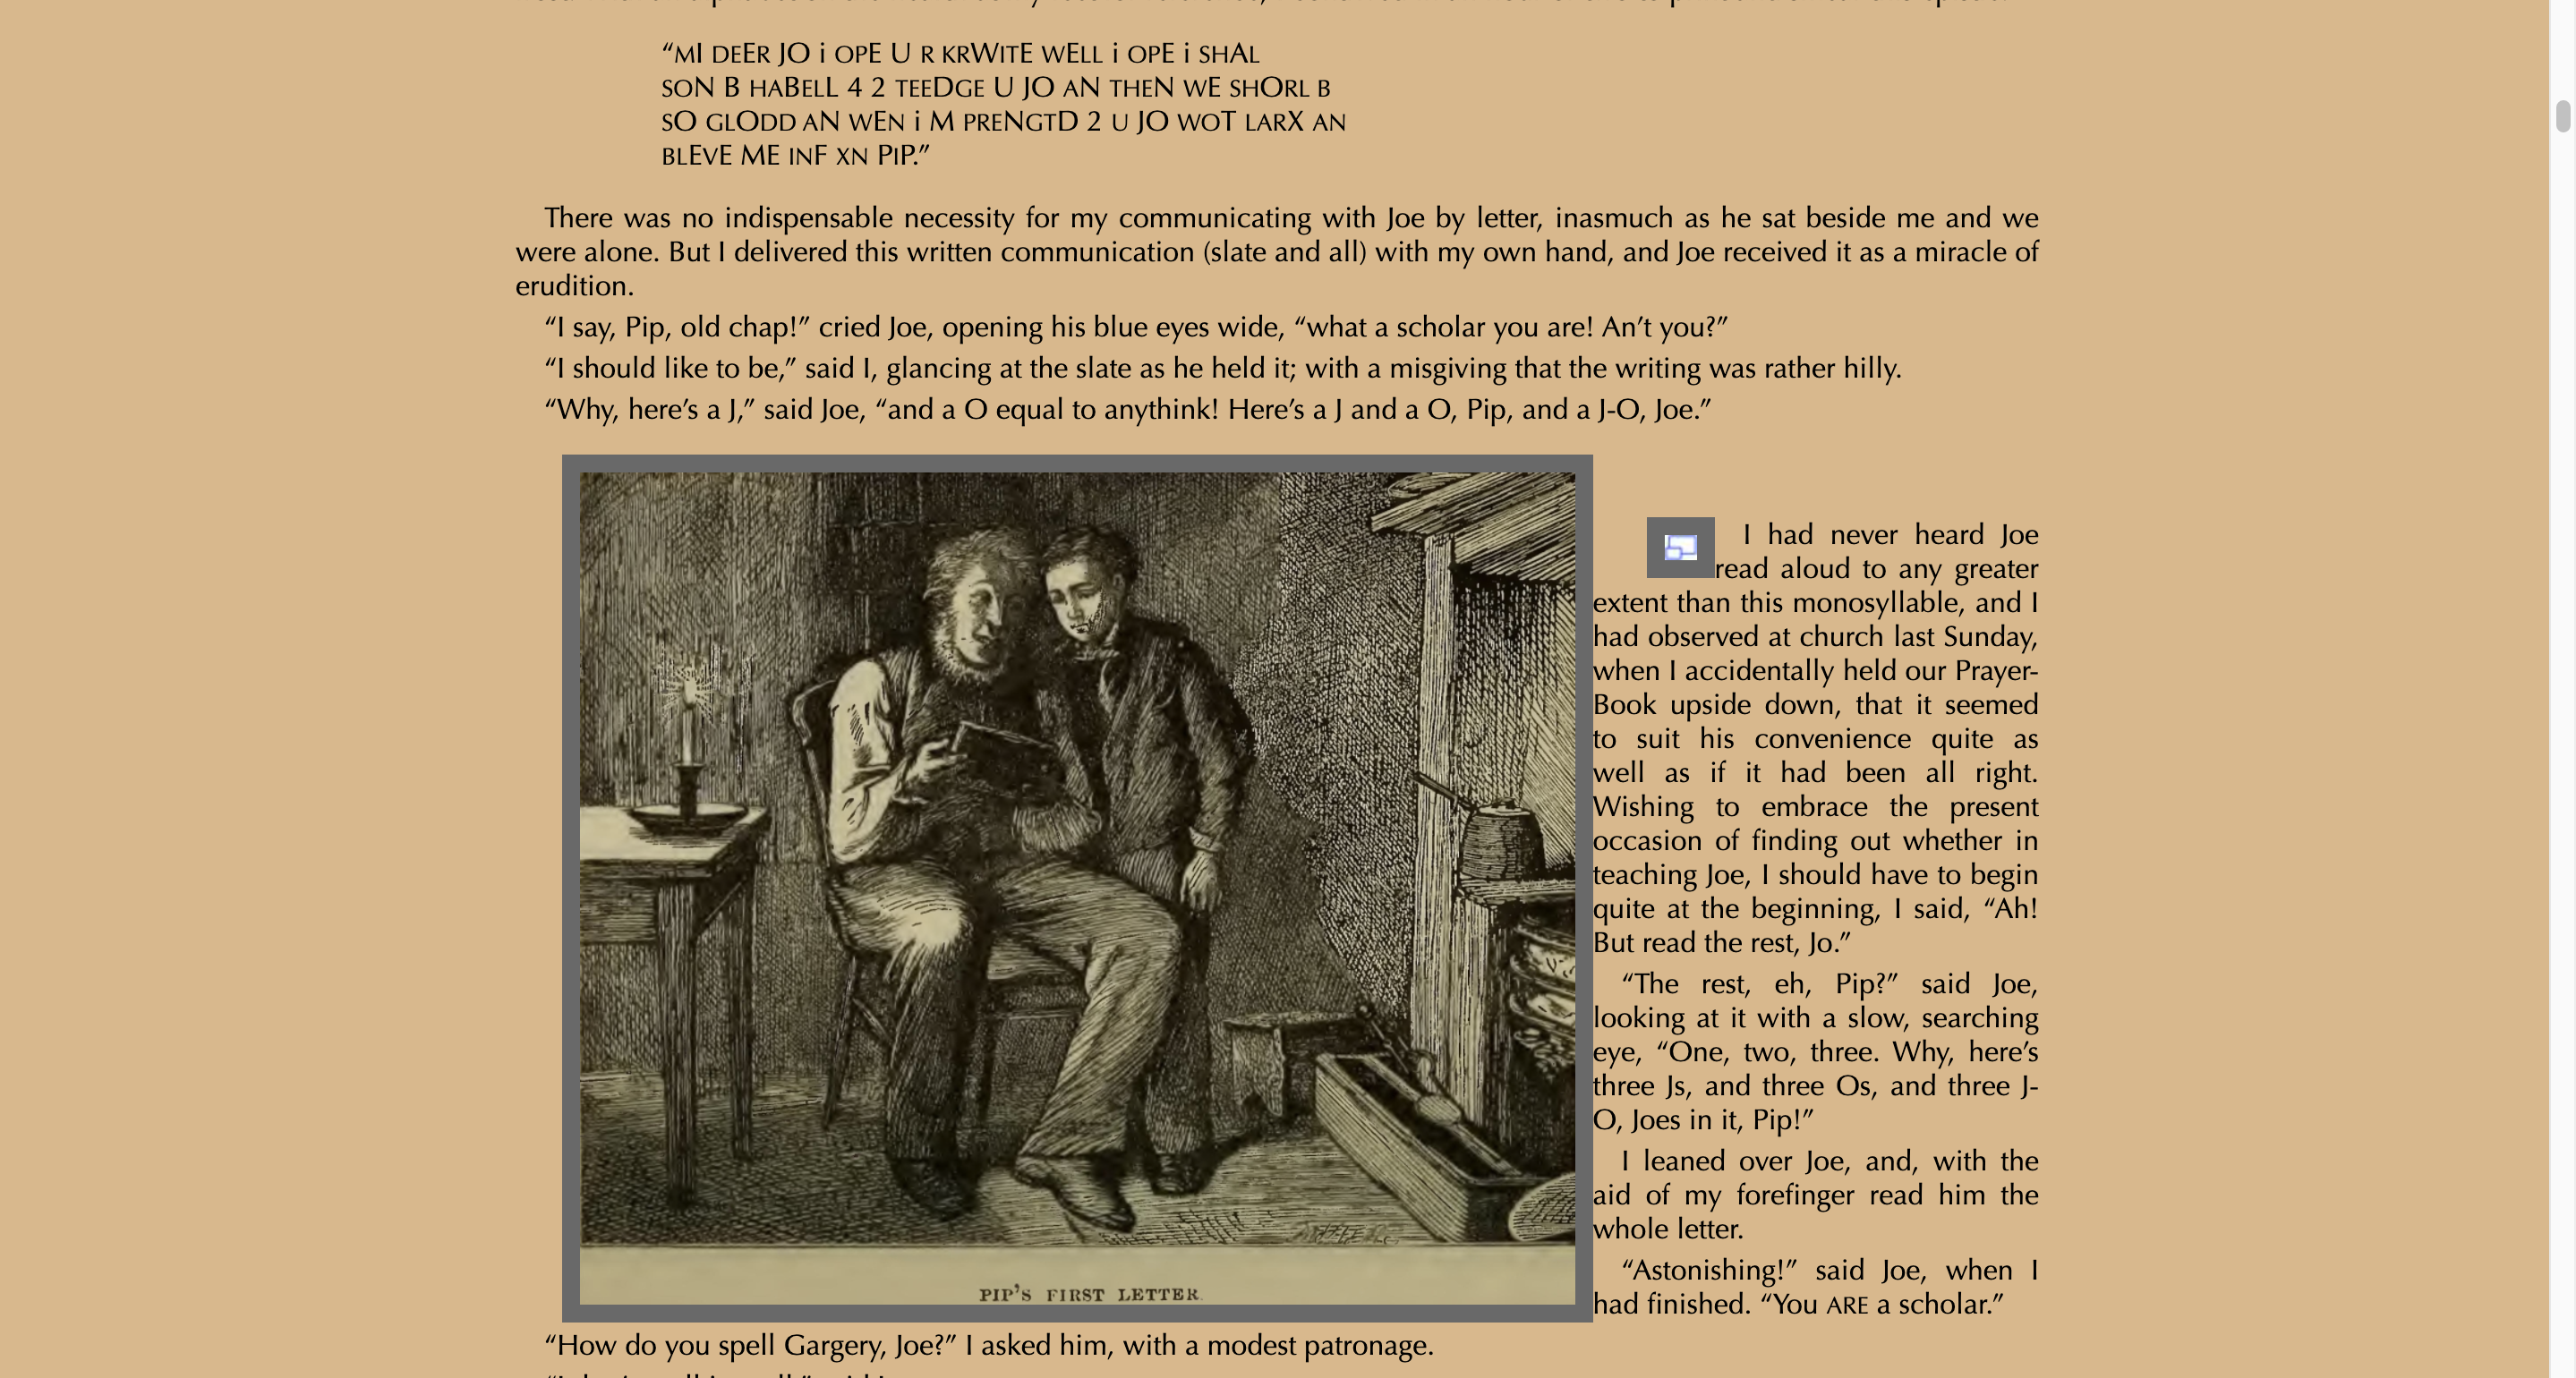 “MI DEER JO i OPE U R KRWITE WELL i OPE i SHAL
SON B HABELL 4 2 TEEDGE U JO AN THEN WE SHORL B
SO GLODD AN WEN i M PRENGTD 2 U JO WOT LARX AN
BLEVE ME INF XN PIP.”
There was no indispensable necessity for my communicating with Joe by letter, inasmuch as he sat beside me and we
were alone. But I delivered this written communication (slate and all) with my own hand, and Joe received it as a miracle of
erudition.
“I say, Pip, old chap!” cried Joe, opening his blue eyes wide, “what a scholar you are! An’t you?”
“I should like to be,” said I, glancing at the slate as he held it; with a misgiving that the writing was rather hilly.
“Why, here’s a J,” said Joe, “and a O equal to anythink! Here’s a J and a O, Pip, and a J-O, Joe.”
I had never heard Joe
read aloud to any greater
extent than this monosyllable, and I
had observed at church last Sunday,
when I accidentally held our Prayer-
Book upside down, that it seemed
to suit his convenience quite as
well as if it had been all right.
Wishing to embrace the present
occasion of finding out whether in
teaching Joe, I should have to begin
quite at the beginning, I said, “Ah!
But read the rest, Jo.”
“The rest, eh, Pip?” said Joe,
looking at it with a slow, searching
eye, “One, two, three. Why, here’s
three Js, and three Os, and three J-
O, Joes in it, Pip!”
I leaned over Joe, and, with the
aid of my forefinger read him the
whole letter.
“Astonishing!” said Joe, when I
had finished. “You ARE a scholar.”
PIP’S FIRST LETTER.
“How do you spell Gargery, Joe?” I asked him, with a modest patronage.